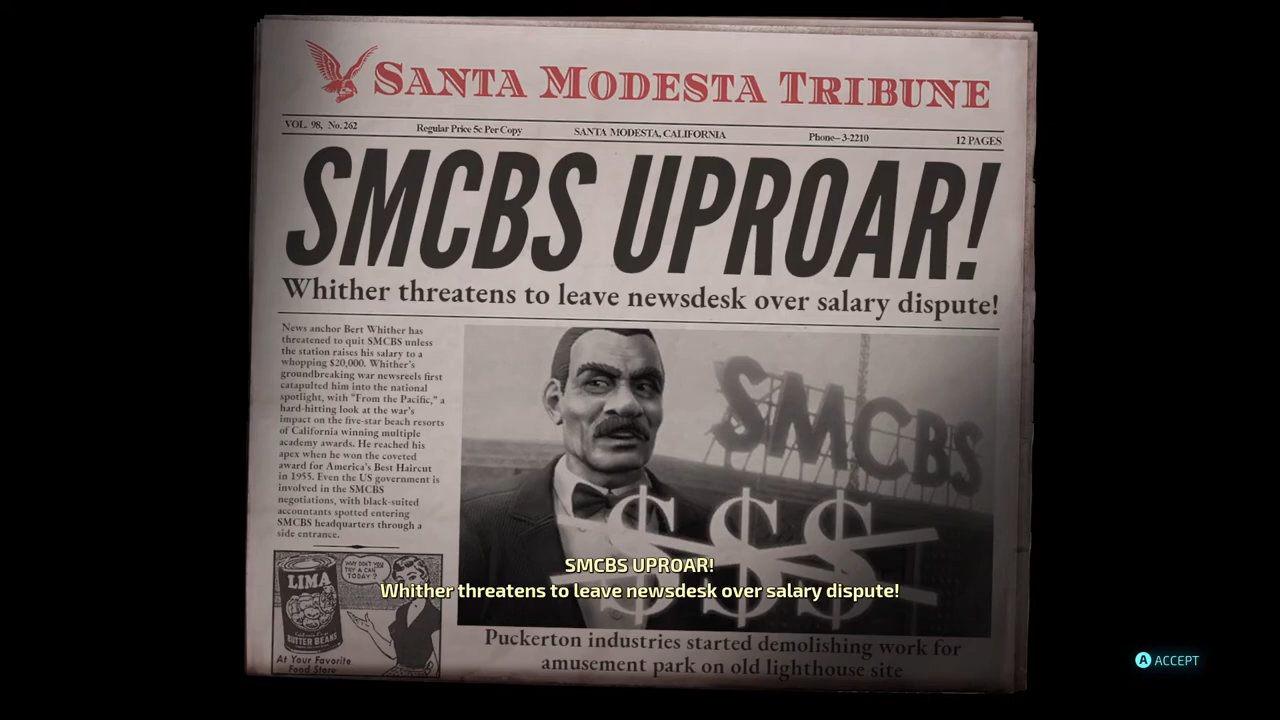 SANTA MODESTA TRIBUNE
VOL. 98, No. 262
Regular Price 5c Per Copy
SANTA MODESTA, CALIFORNIA
Phone-3-2210
12 PAGES
SMCBS UPROAR!
Whither threatens to leave newsdesk over salary dispute!
News anchor Bert Whither has
threatened to quit SMCBS unless
the station raises his salary to a
whopping $20,000. Whither's
groundbreaking war newsreels first
catapulted him into the national
spotlight, with "From the Pacific," a
hard-hitting look at the war's
impact on the five-star beach resorts
of California winning multiple
academy awards. He reached his
apex when he won the coveted
award for America's Best Haircut
in 1955. Even the US government is
involved in the SMCBS
negotiations, with black-suited
accountants spotted entering
SMCBS headquarters through a
side entrance.
SMCBS
$$$
LIMA
BUTTER BEANS
WHY DON'T YOU
TRY A CAN
TODAY?
At Your Favorite
Food Store
SMCBS UPROAR!
Whither threatens to leave newsdesk over salary dispute!
Puckerton industries started demolishing work for
amusement park on old lighthouse site
A ACCEPT